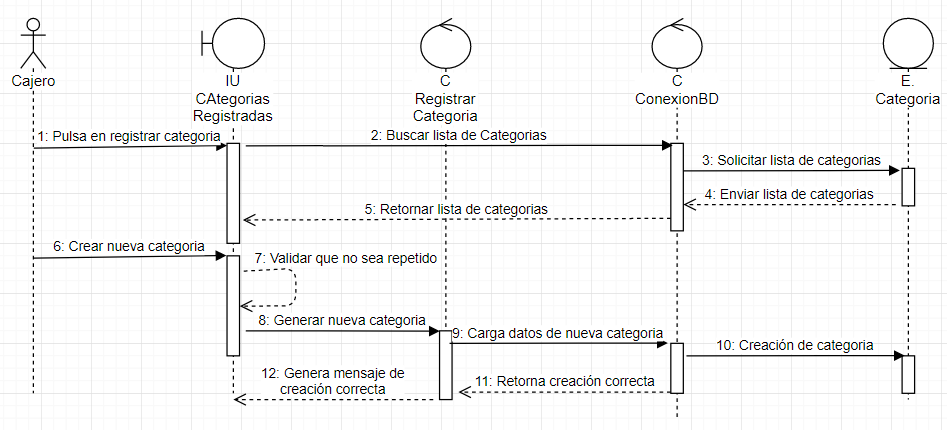 Cajero
IU
CAtegorias
Registradas
C
Registrar
Categoria
C
ConexionBD
E.
Categoria
1: Pulsa en registrar categoria
2: Buscar lista de Categorias
3: Solicitar lista de categorias
4: Enviar lista de categorias
5: Retornar lista de categorias
6: Crear nueva categoria
7: Validar que no sea repetido
8: Generar nueva categoria
9: Carga datos de nueva categoria
10: Creación de categoria
11: Retorna creación correcta
12: Genera mensaje de
creación correcta